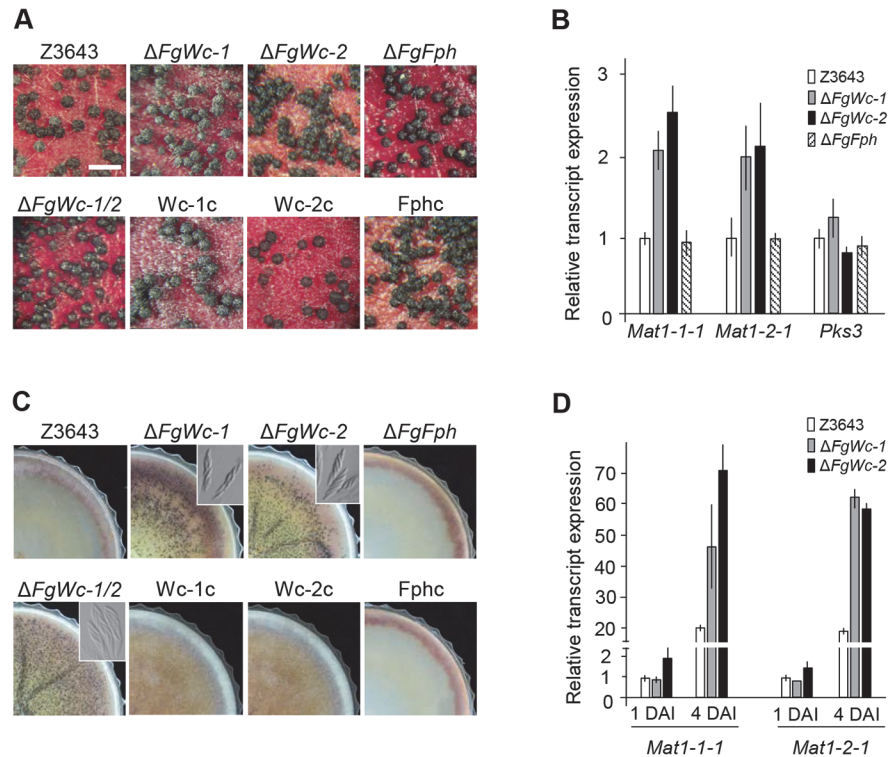 A
Z3643 ΔFgWc-1 ΔFgWc-2 ΔFgFph
ΔFgWc-1/2 Wc-1c Wc-2c Fphc
B
Relative transcript expression
3
2
1
0
Z3643
ΔFgWc-1
ΔFgWc-2
ΔFgFph
Mat1-1-1 Mat1-2-1 Pks3
C
Z3643 ΔFgWc-1 ΔFgWc-2 ΔFgFph
ΔFgWc-1/2 Wc-1c Wc-2c Fphc
D
Relative transcript expression
70
60
50
40
30
20
2
1
0
Z3643
ΔFgWc-1
ΔFgWc-2
1 DAI 4 DAI 1 DAI 4 DAI
Mat1-1-1 Mat1-2-1